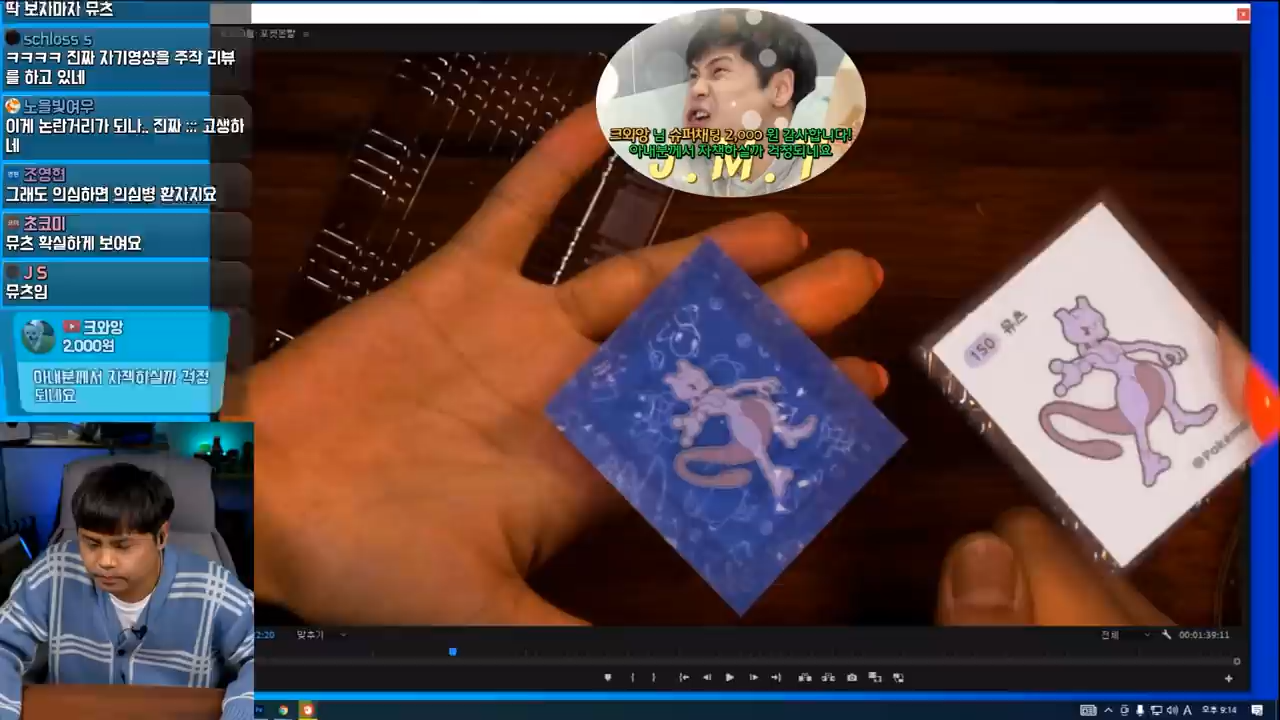 딱 보자마자 뮤츠
schloss s
ㅋㅋㅋㅋ 진짜 자기영상을 주작 리뷰
를 하고 있네
노을빛여우
이게 논란거리가 되나.. 진짜 ;;; 고생하
네
조영현
그래도 의심하면 의심병 환자지요
초코미
뮤츠 확실하게 보여요
J S
뮤츠임
크와앙
2,000원
아내분께서 자책하실까 걱정
되네요
크와앙 님 슈퍼채팅 2,000 원 감사합니다!
아내분께서 자책하실까 걱정되네요
J.M.T
150 뮤츠
©Pokémon
2:20
맞추기
전체
00:01:39:11
A 오후 9:14